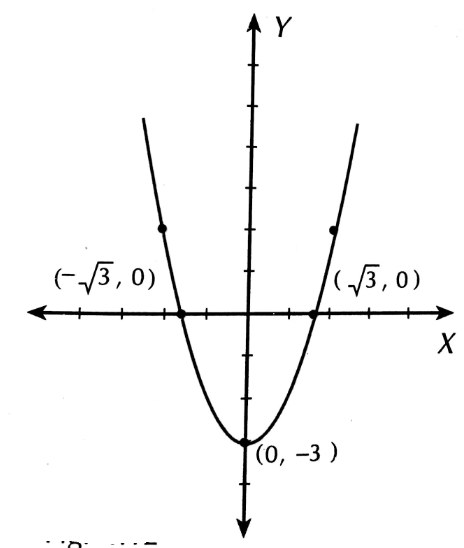 Y
(-√3, 0)
(√3, 0)
X
(0, -3)